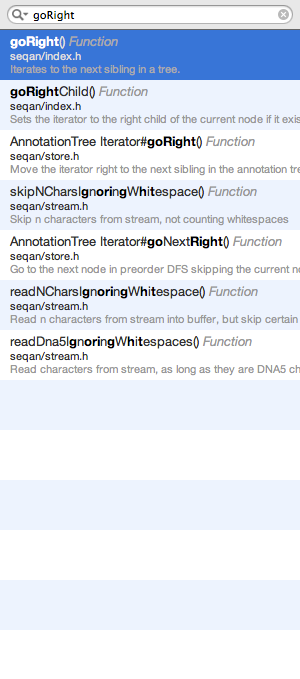 goRight
goRight() Function
seqan/index.h
Iterates to the next sibling in a tree.
goRightChild() Function
seqan/index.h
Sets the iterator to the right child of the current node if it exis
AnnotationTree Iterator#goRight() Function
seqan/store.h
Move the iterator right to the next sibling in the annotation tre
skipNCharsIgnoringWhitespace() Function
seqan/stream.h
Skip n characters from stream, not counting whitespaces
AnnotationTree Iterator#goNextRight() Function
seqan/store.h
Go to the next node in preorder DFS skipping the current n
readNCharsIgnoringWhitespace() Function
seqan/stream.h
Read n characters from stream into buffer, but skip certain
readDna5IgnoringWhitespaces() Function
seqan/stream.h
Read characters from stream, as long as they are DNA5 ch